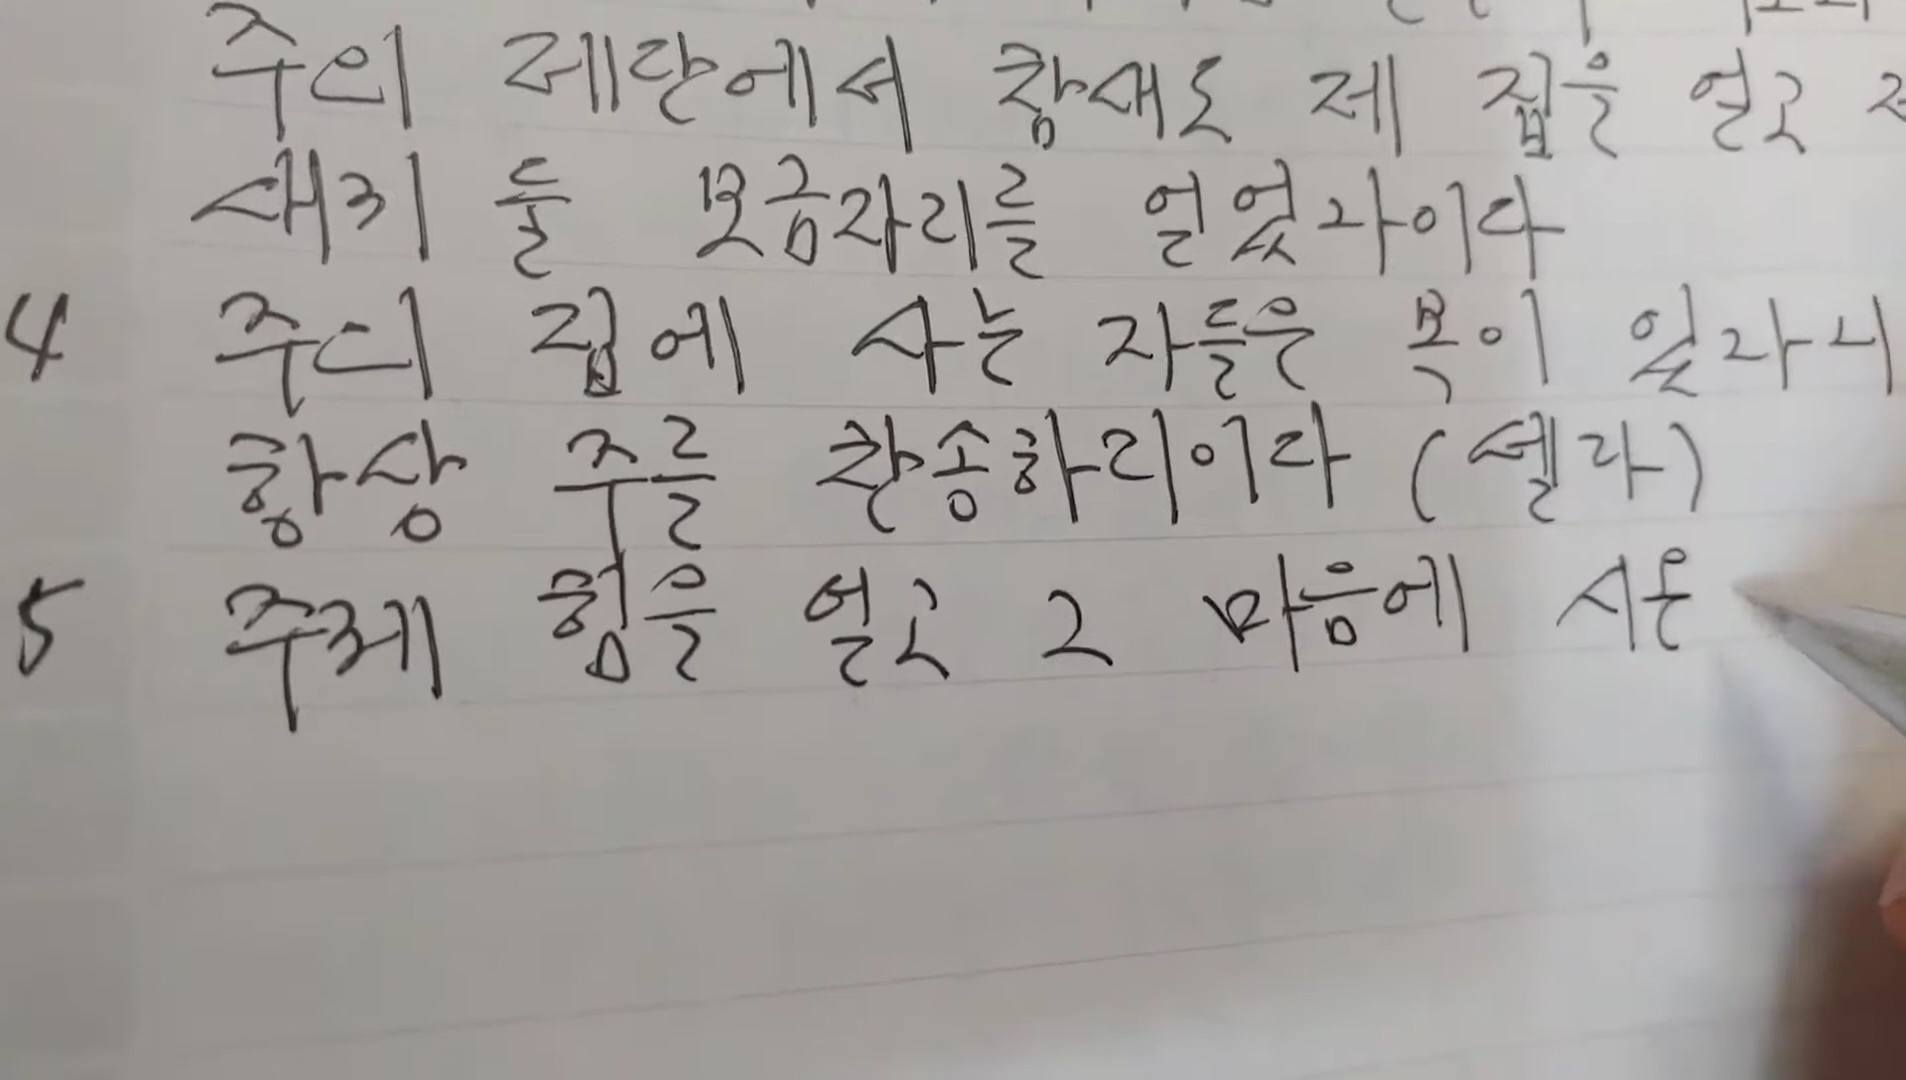 주의 제단에서 참새도 제 집을 얻고 제
새끼 둘 보금자리를 얻었나이다
4 주의 집에 사는 자들은 복이 있나니
항상 주를 찬송하리이다 (셀라)
5 주께 힘을 얻고 그 마음에 시온